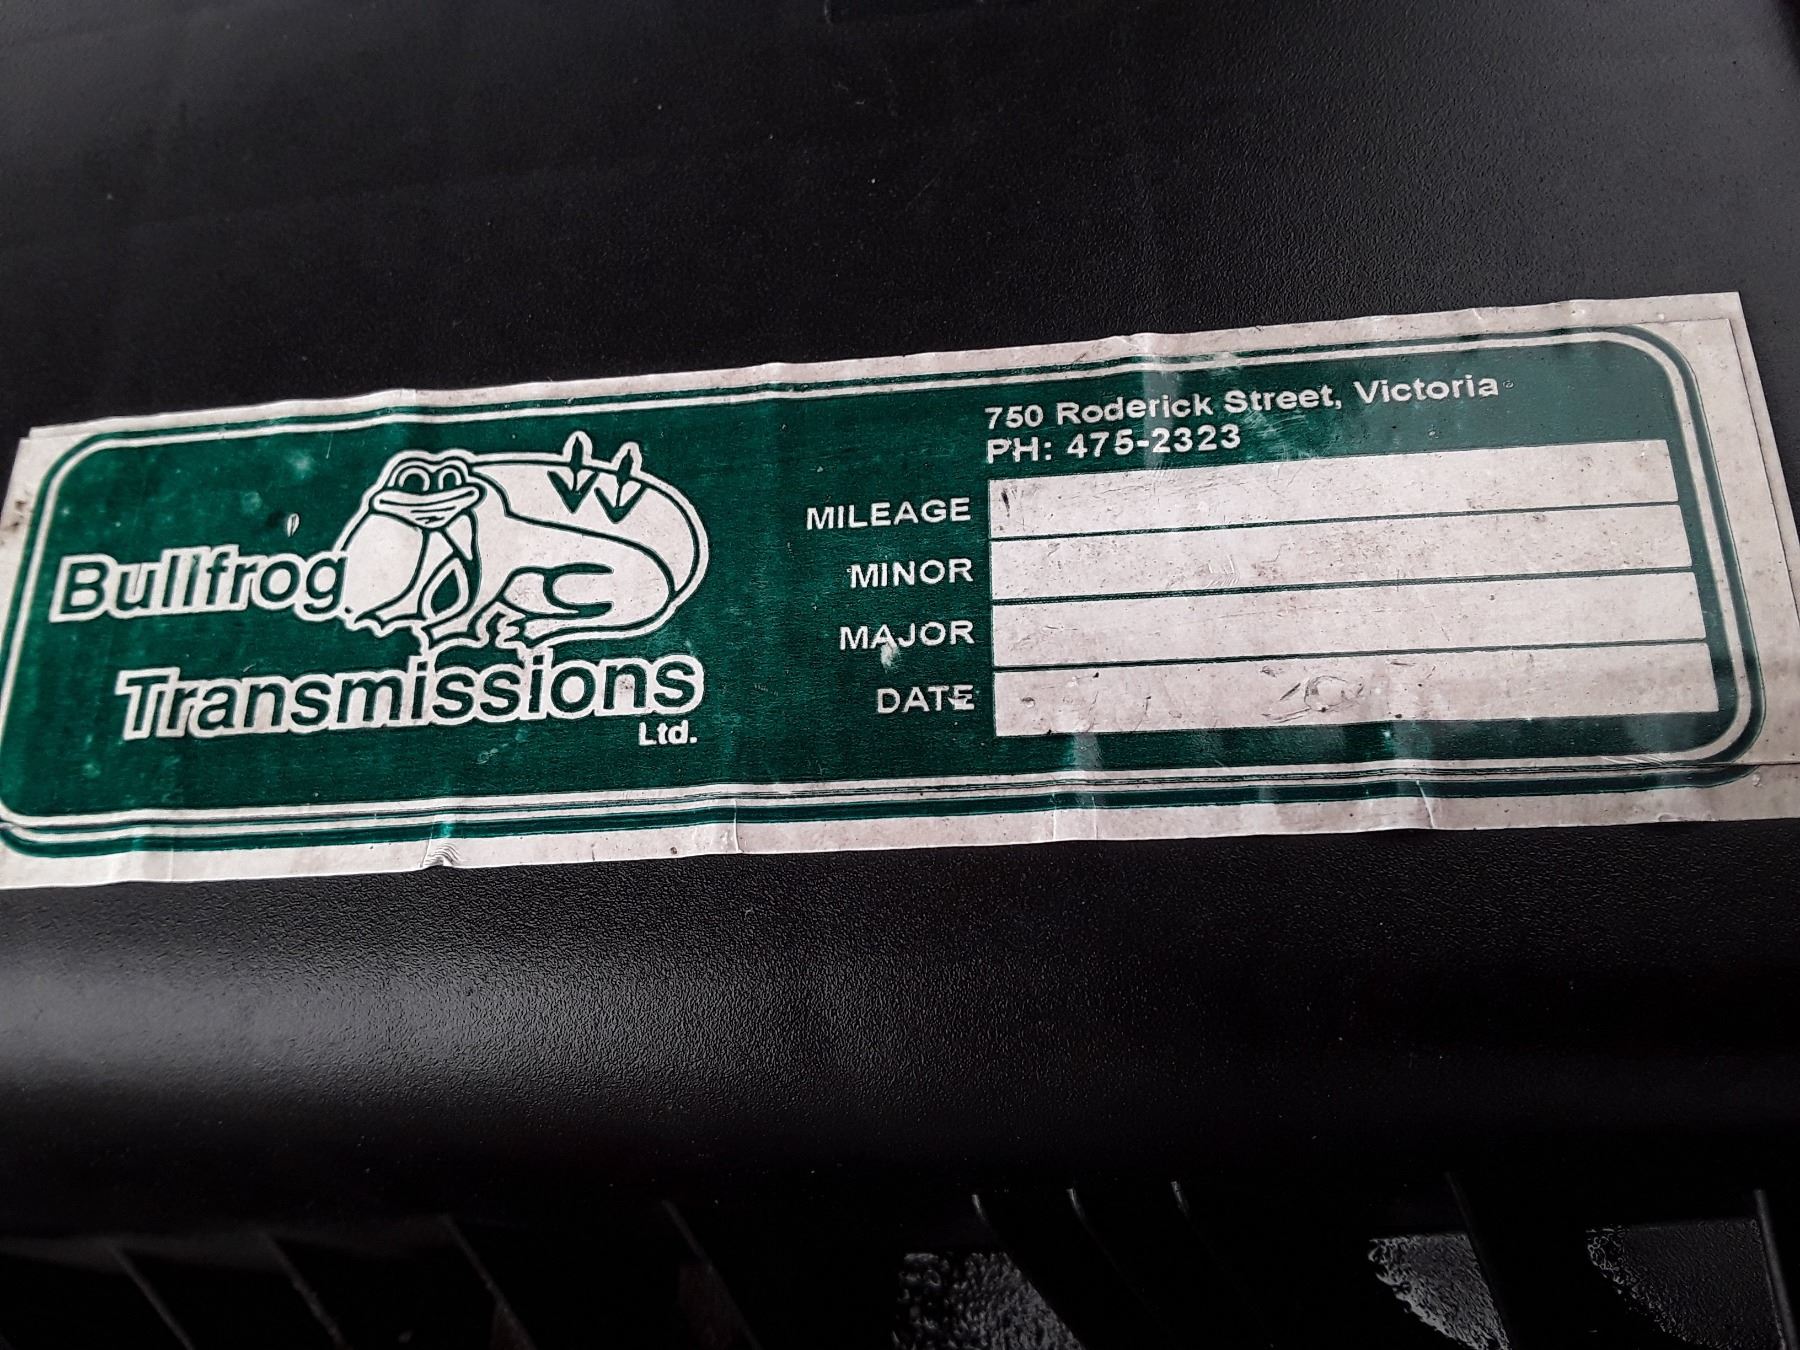 750 Roderick Street, Victoria
PH: 475-2323
Bullfrog
Transmissions
Ltd.
MILEAGE
MINOR
MAJOR
DATE